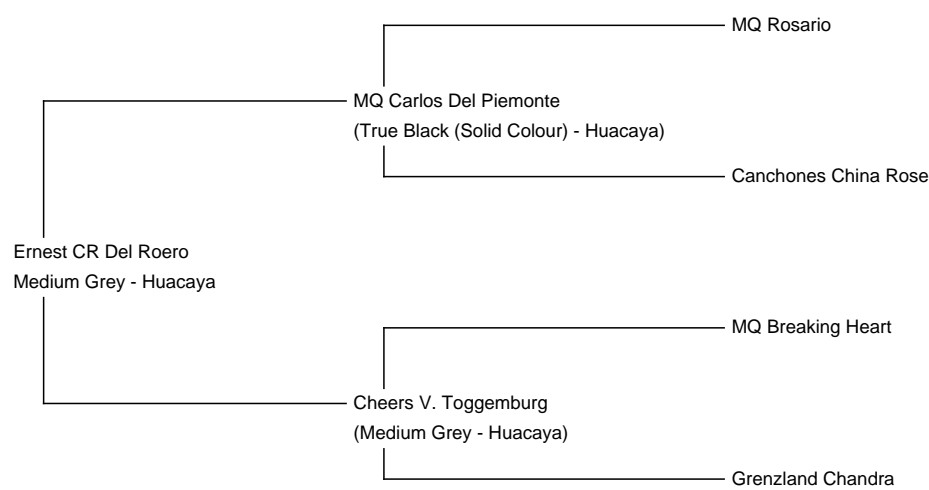 MQ Rosario
MQ Carlos Del Piemonte
(True Black (Solid Colour) - Huacaya)
Canchones China Rose
Ernest CR Del Roero
Medium Grey - Huacaya
MQ Breaking Heart
Cheers V. Toggemburg
(Medium Grey - Huacaya)
Grenzland Chandra